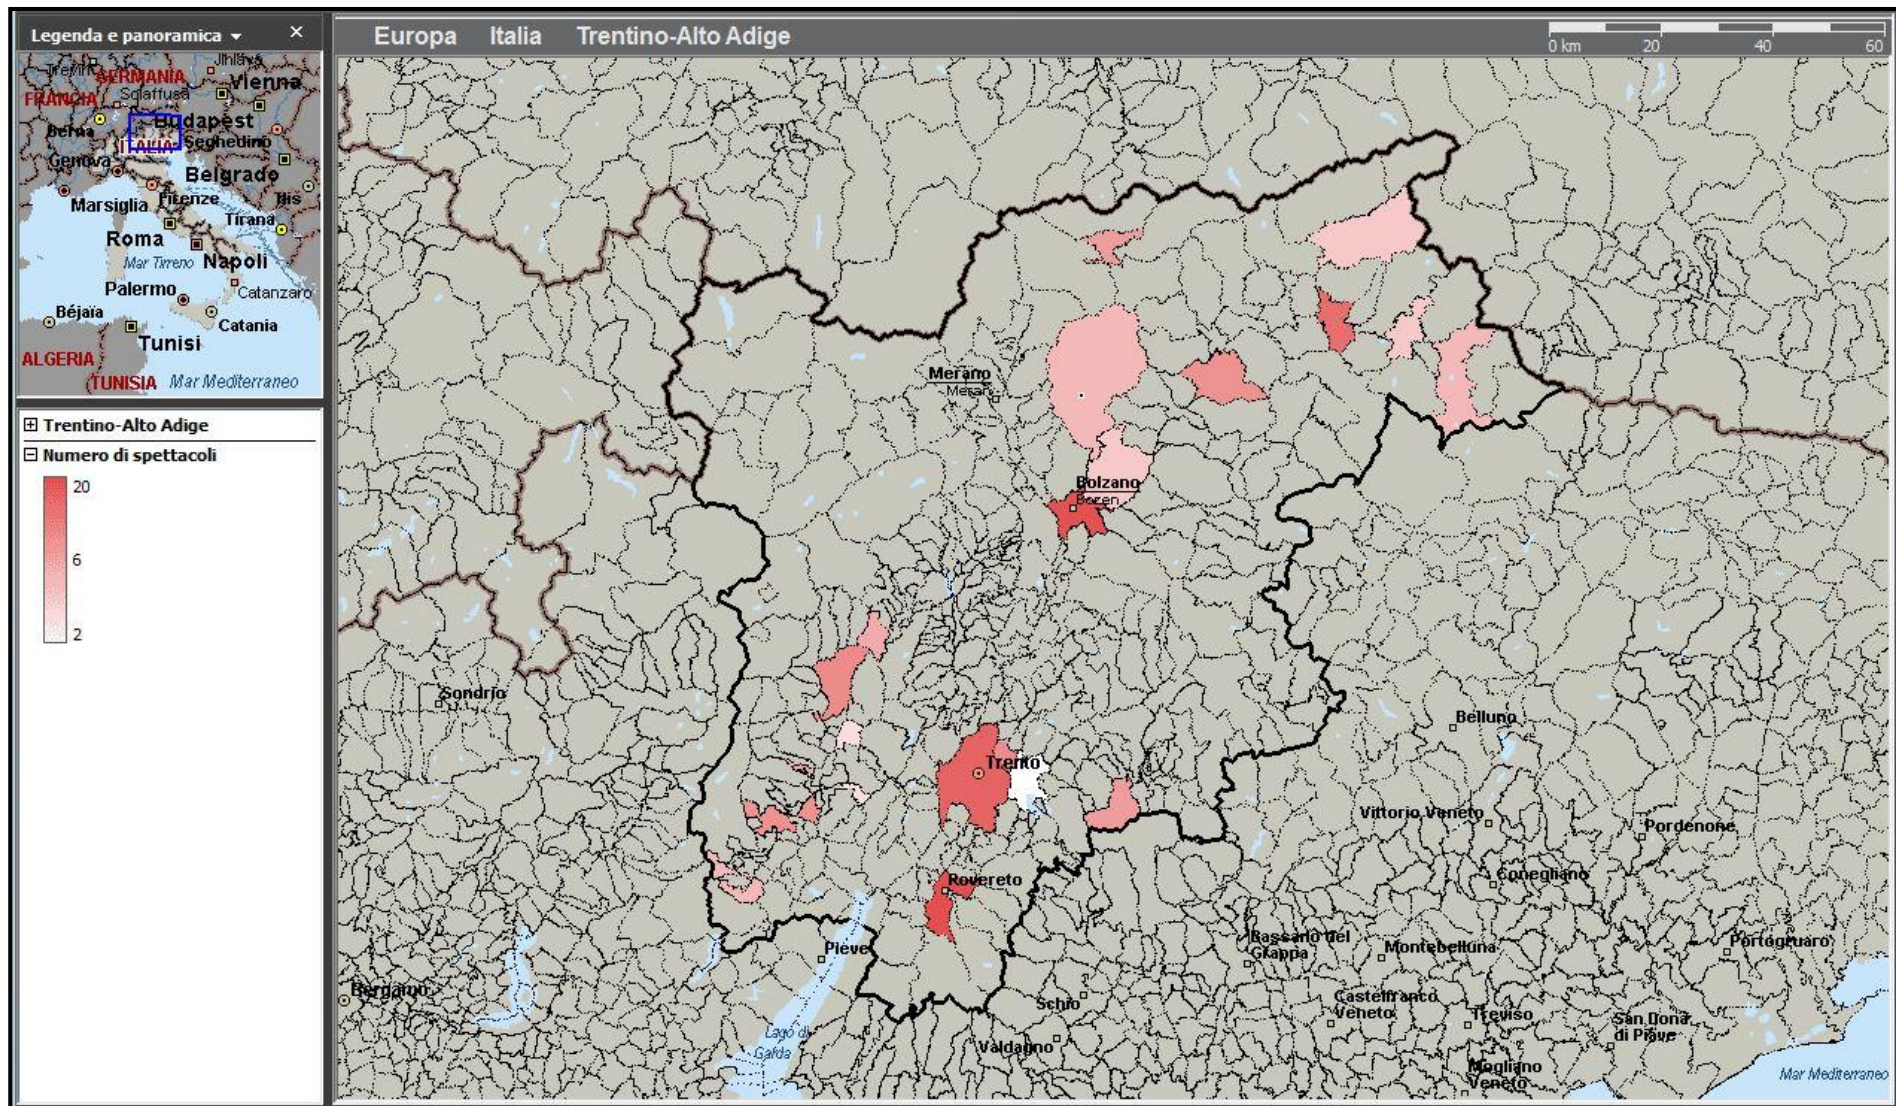 Legenda e panoramica
Europa Italia Trentino-Alto Adige
0 km 20 40 60
Jihlava
GERMANIA
Vienna
FRANCIA
Sciaffusa
Budapest
Berna
ITALIA
Seghedino
Genova
Belgrado
Marsiglia
Firenze
Nis
Tirana
Roma
Mar Tirreno
Napoli
Palermo
Catanzaro
Béjaïa
Catania
Tunisi
ALGERIA
TUNISIA
Mar Mediterraneo
Trentino-Alto Adige
Numero di spettacoli
20
6
2
Merano
Meran
Bolzano
Bozen
Sondrio
Belluno
Trento
Vittorio Veneto
Pordenone
Rovereto
Conegliano
Pieve
Bassano del
Grappa
Montebelluna
Portogruaro
Bergamo
Schio
Castelfranco
Veneto
Treviso
San Donà
di Piave
Lago di
Garda
Valdagno
Mogliano
Veneto
Mar Mediterraneo